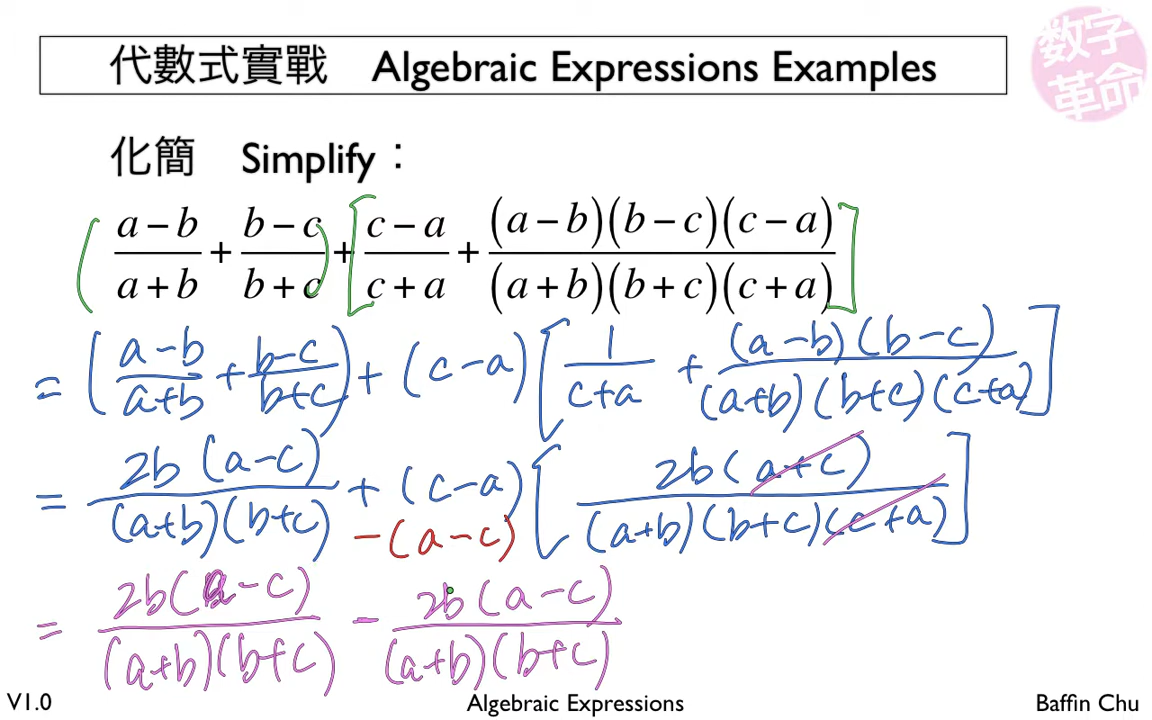 代數式實戰 Algebraic Expressions Examples
数字
革命
化簡 Simplify：
(a−b)/(a+b) + (b−c)/(b+c) + [(c−a)/(c+a) + (a−b)(b−c)(c−a)/(a+b)(b+c)(c+a)]
= ((a−b)/(a+b) + (b−c)/(b+c)) + (c−a)[1/(c+a) + (a−b)(b−c)/(a+b)(b+c)(c+a)]
= 2b(a−c)/(a+b)(b+c) + (c−a)[2b(a+c)/(a+b)(b+c)(c+a)]
−(a−c)
= 2b(a−c)/(a+b)(b+c) − 2b(a−c)/(a+b)(b+c)
V1.0 Algebraic Expressions Baffin Chu